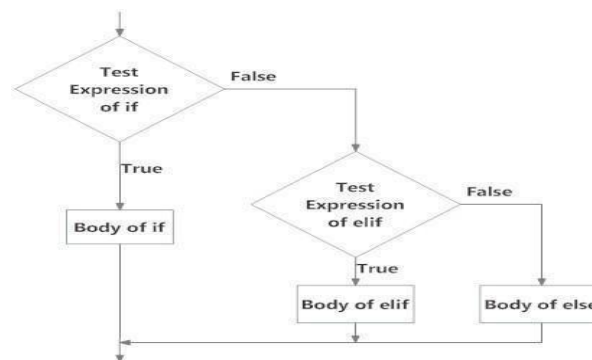 Test
Expression
of if
False
True
Body of if
Test
Expression
of elif
False
True
Body of elif
Body of else